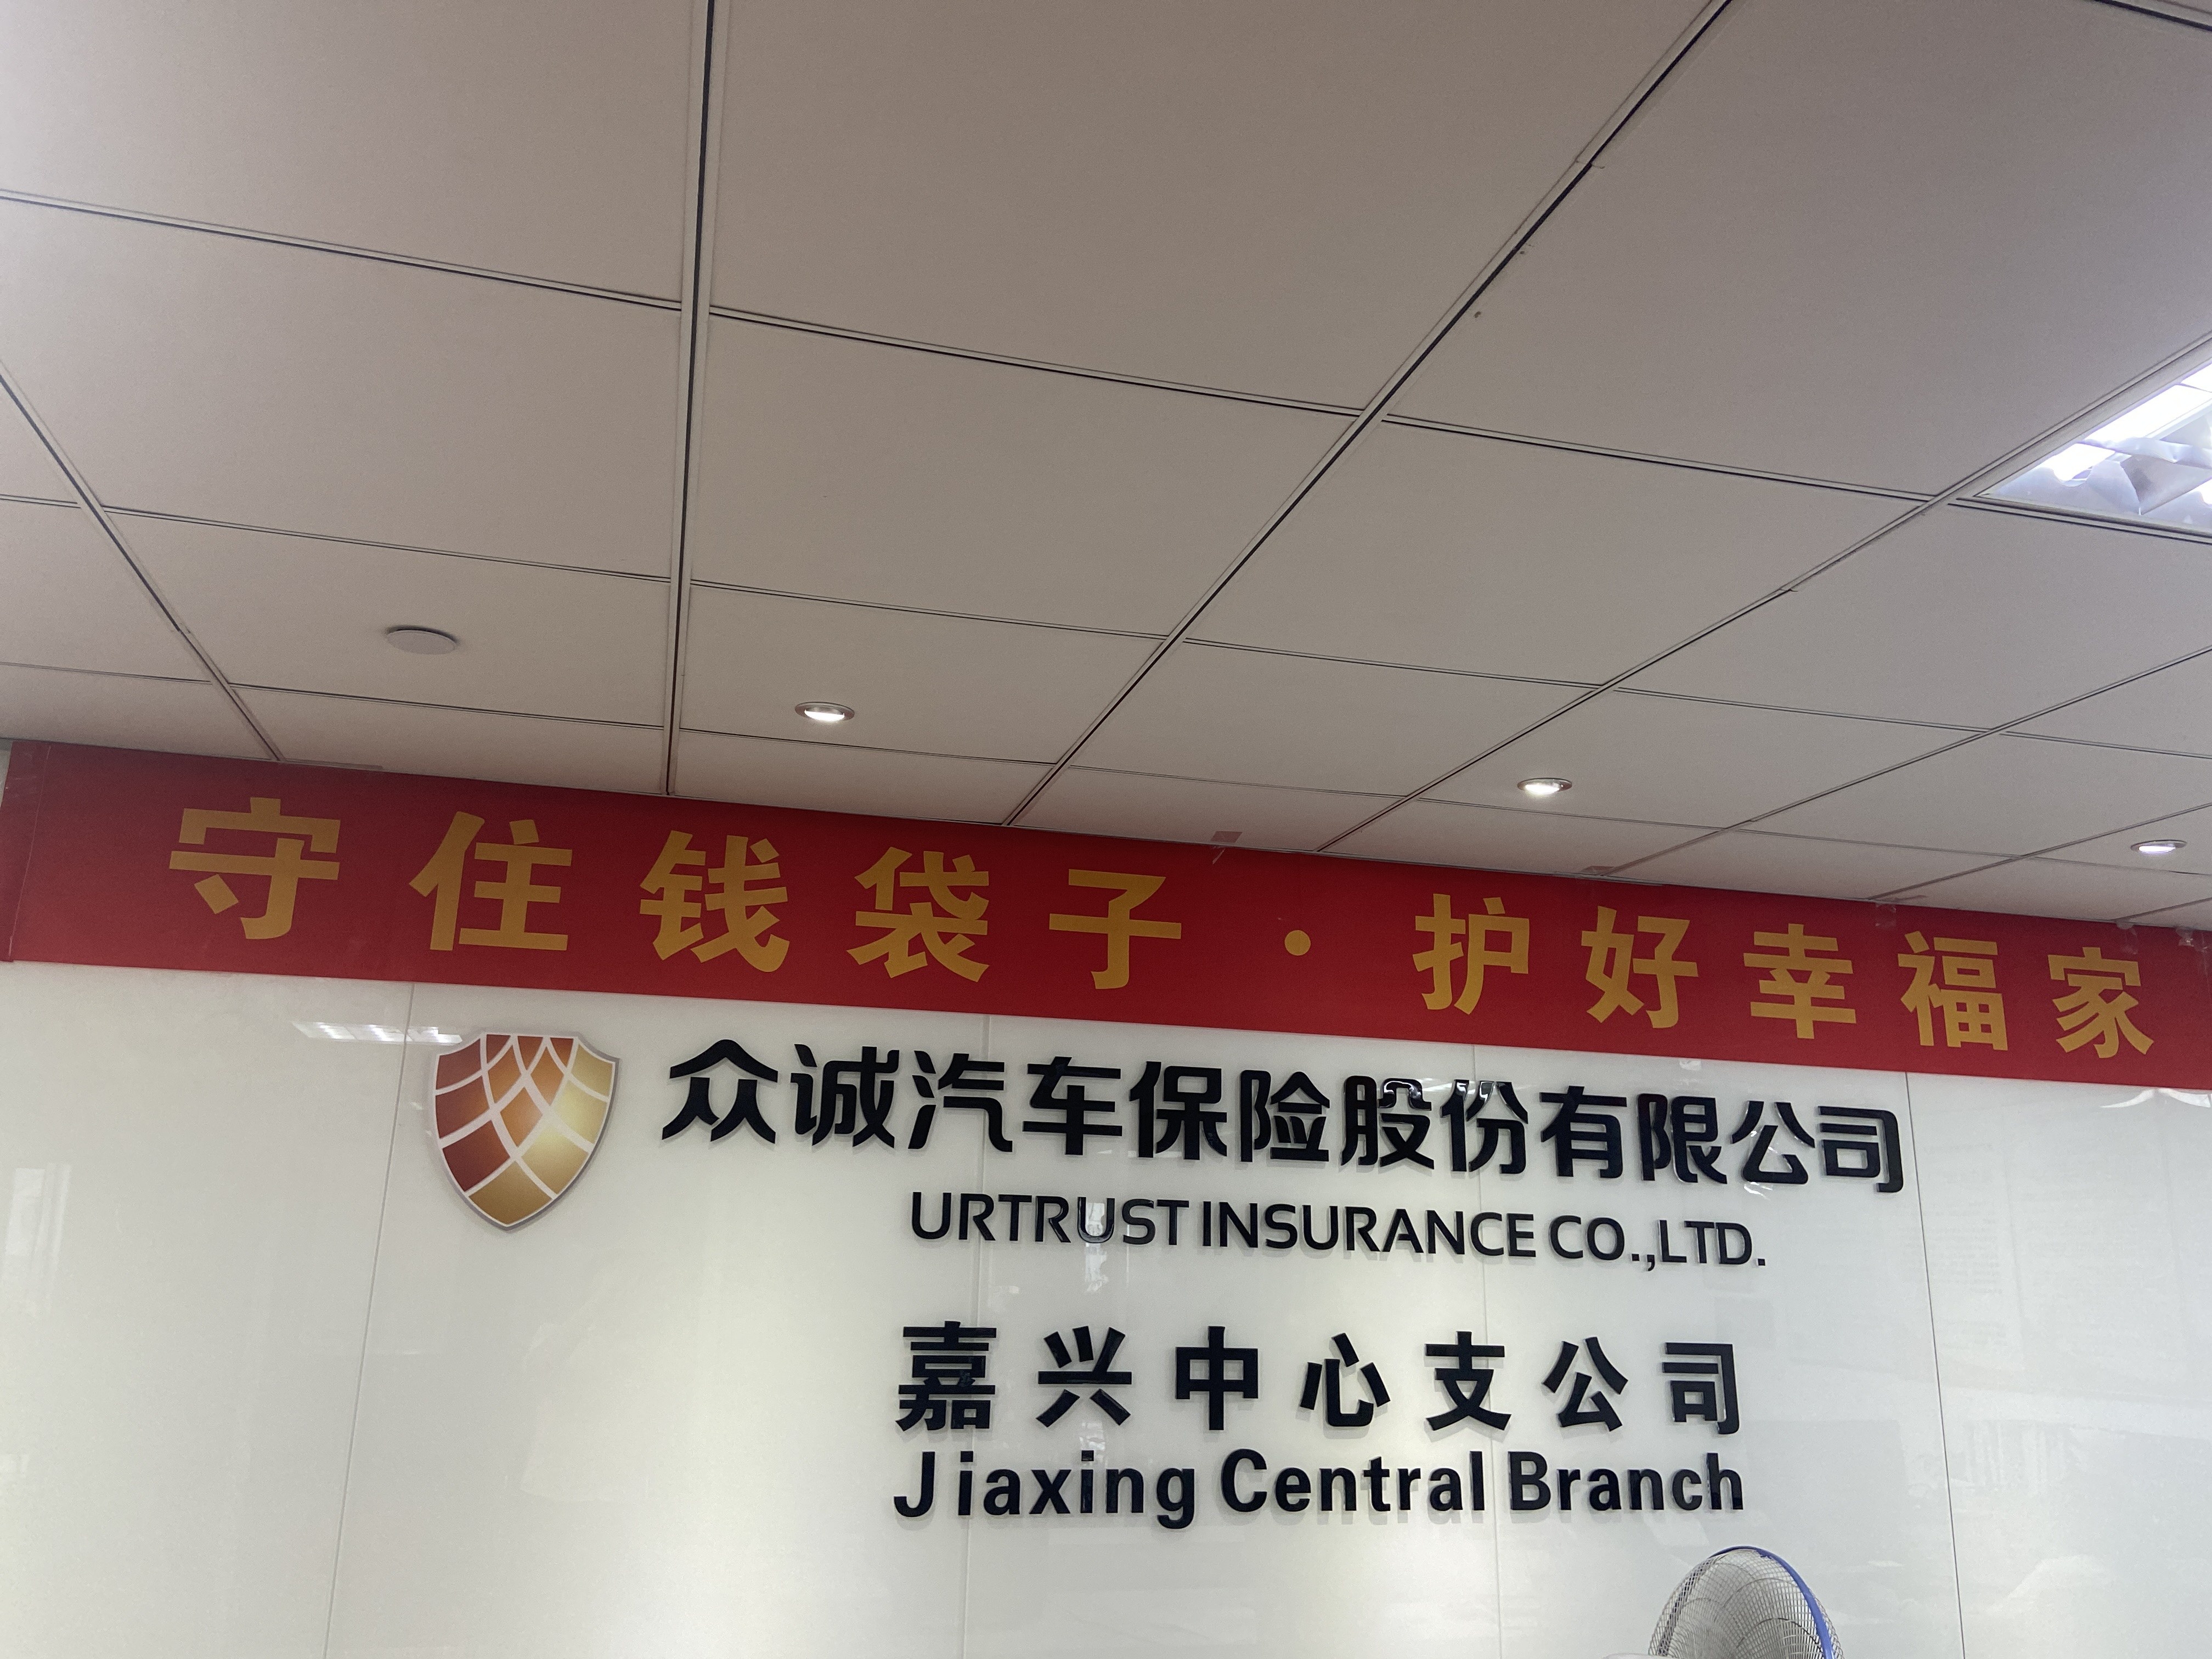 守住钱袋子·护好幸福家
众诚汽车保险股份有限公司
URTRUST INSURANCE CO.,LTD.
嘉兴中心支公司
Jiaxing Central Branch